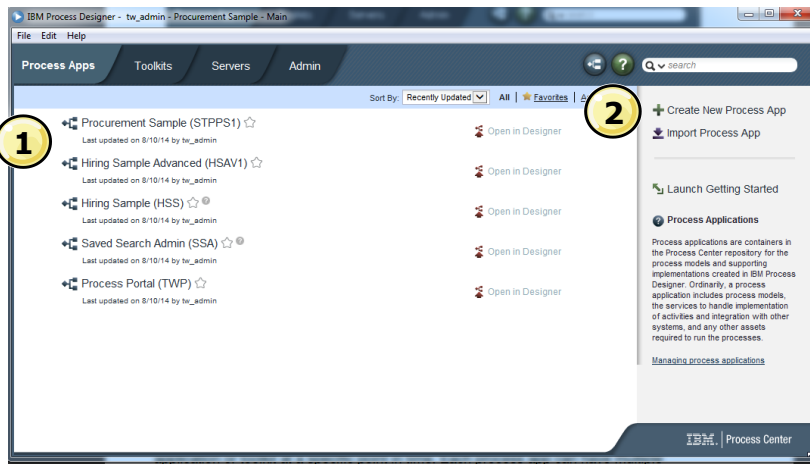 IBM Process Designer - tw_admin - Procurement Sample - Main
File Edit Help
Process Apps Toolkits Servers Admin
search
Sort By: Recently Updated All | Favorites |
1
2
Procurement Sample (STPPS1)
Last updated on 8/10/14 by tw_admin
Open in Designer
Hiring Sample Advanced (HSAV1)
Last updated on 8/10/14 by tw_admin
Open in Designer
Hiring Sample (HSS)
Last updated on 8/10/14 by tw_admin
Open in Designer
Saved Search Admin (SSA)
Last updated on 8/10/14 by tw_admin
Open in Designer
Process Portal (TWP)
Last updated on 8/10/14 by tw_admin
Open in Designer
Create New Process App
Import Process App
Launch Getting Started
Process Applications
Process applications are containers in
the Process Center repository for the
process models and supporting
implementations created in IBM Process
Designer. Ordinarily, a process
application includes process models,
the services to handle implementation
of activities and integration with other
systems, and any other assets
required to run the processes.
Managing process applications
IBM. | Process Center